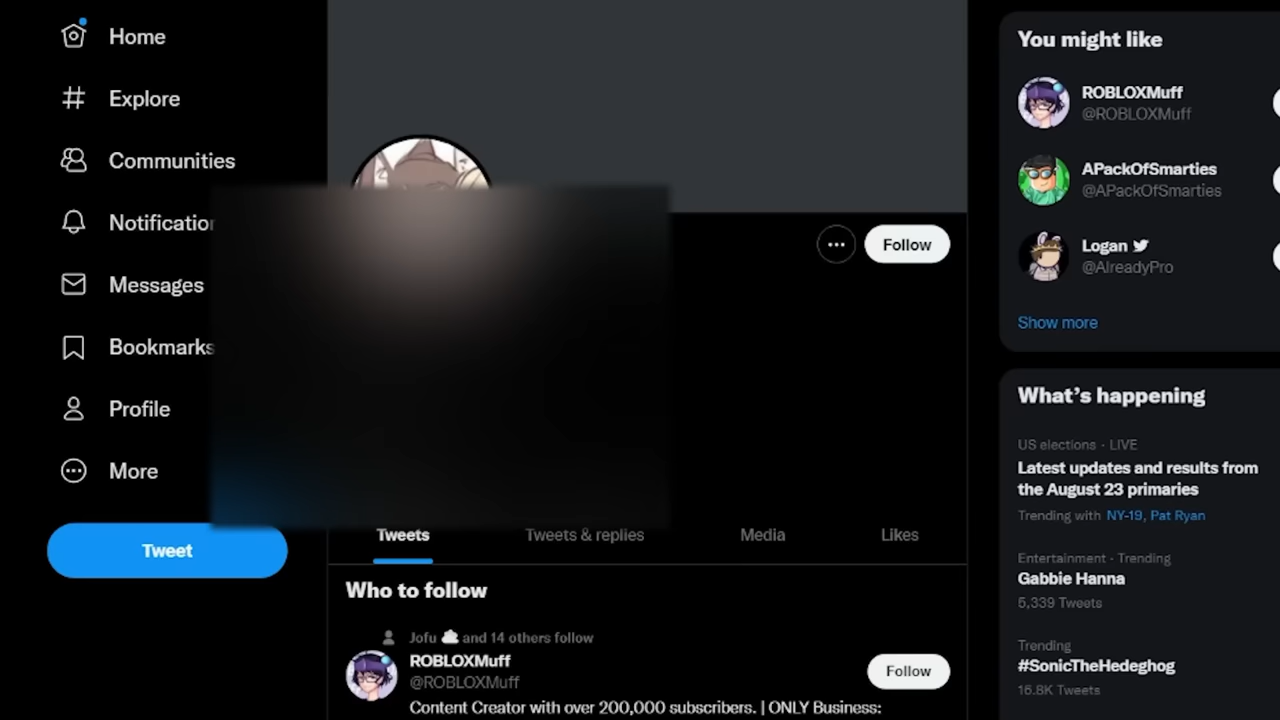 Home
Explore
Communities
Messages
Bookmarks
Profile
More
Tweet
Follow
Tweets
Tweets & replies
Media
Likes
Who to follow
Jofu and 14 others follow
ROBLOXMuff
@ROBLOXMuff
Follow
Content Creator with over 200,000 subscribers. | ONLY Business:
You might like
ROBLOXMuff
@ROBLOXMuff
APackOfSmarties
@APackOfSmarties
Logan
@AlreadyPro
Show more
What's happening
US elections · LIVE
Latest updates and results from
the August 23 primaries
Trending with NY-19, Pat Ryan
Entertainment · Trending
Gabbie Hanna
5,339 Tweets
Trending
#SonicTheHedeghog
16.8K Tweets